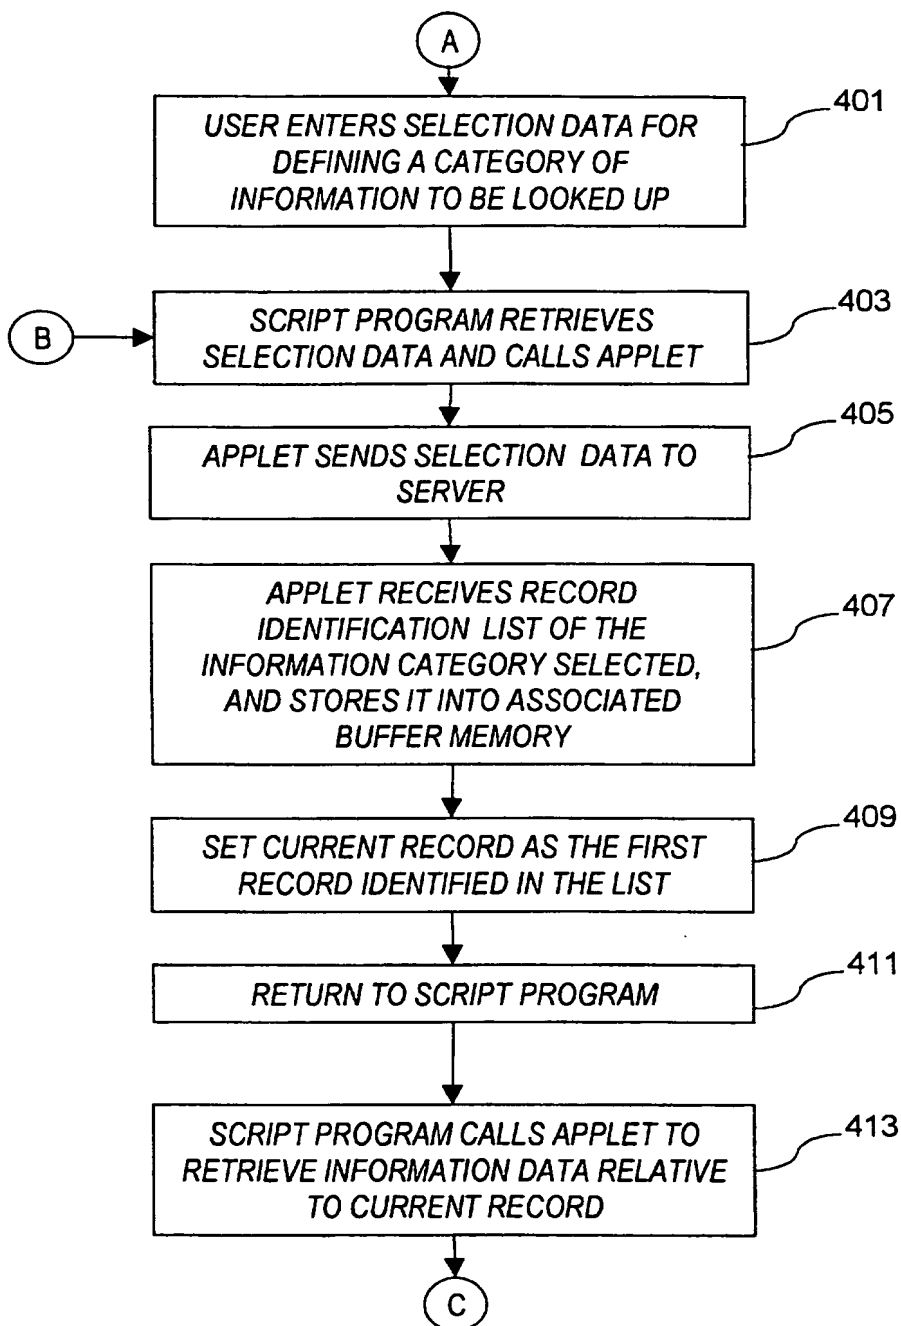 A
401
USER ENTERS SELECTION DATA FOR
DEFINING A CATEGORY OF
INFORMATION TO BE LOOKED UP
403
B
SCRIPT PROGRAM RETRIEVES
SELECTION DATA AND CALLS APPLET
405
APPLET SENDS SELECTION DATA TO
SERVER
407
APPLET RECEIVES RECORD
IDENTIFICATION LIST OF THE
INFORMATION CATEGORY SELECTED,
AND STORES IT INTO ASSOCIATED
BUFFER MEMORY
409
SET CURRENT RECORD AS THE FIRST
RECORD IDENTIFIED IN THE LIST
411
RETURN TO SCRIPT PROGRAM
413
SCRIPT PROGRAM CALLS APPLET TO
RETRIEVE INFORMATION DATA RELATIVE
TO CURRENT RECORD
C